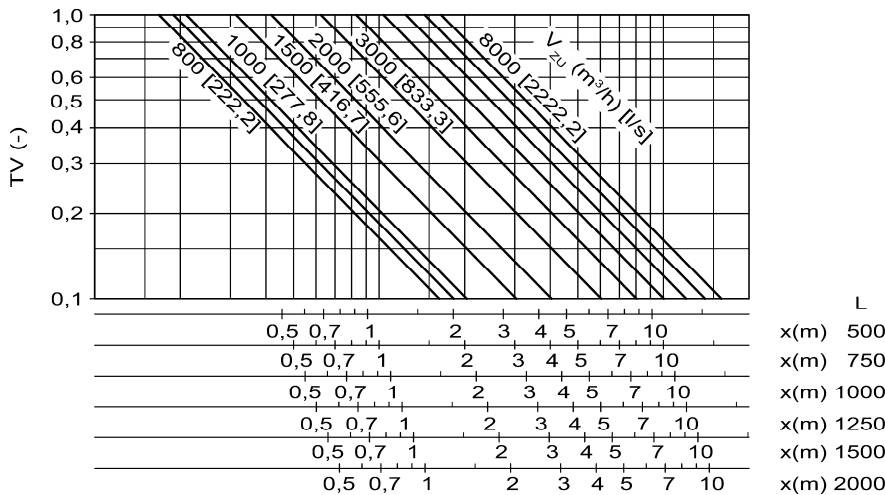 1,0
0,8
0,6
0,5
0,4
0,3
0,2
0,1
TV (-)
800 [222,2]
1000 [277,8]
1500 [416,7]
2000 [555,6]
3000 [833,3]
8000 [2222,2]
V_zu (m³/h) [l/s]
L
0,5 0,7 1 2 3 4 5 7 10 x(m) 500
0,5 0,7 1 2 3 4 5 7 10 x(m) 750
0,5 0,7 1 2 3 4 5 7 10 x(m) 1000
0,5 0,7 1 2 3 4 5 7 10 x(m) 1250
0,5 0,7 1 2 3 4 5 7 10 x(m) 1500
0,5 0,7 1 2 3 4 5 7 10 x(m) 2000